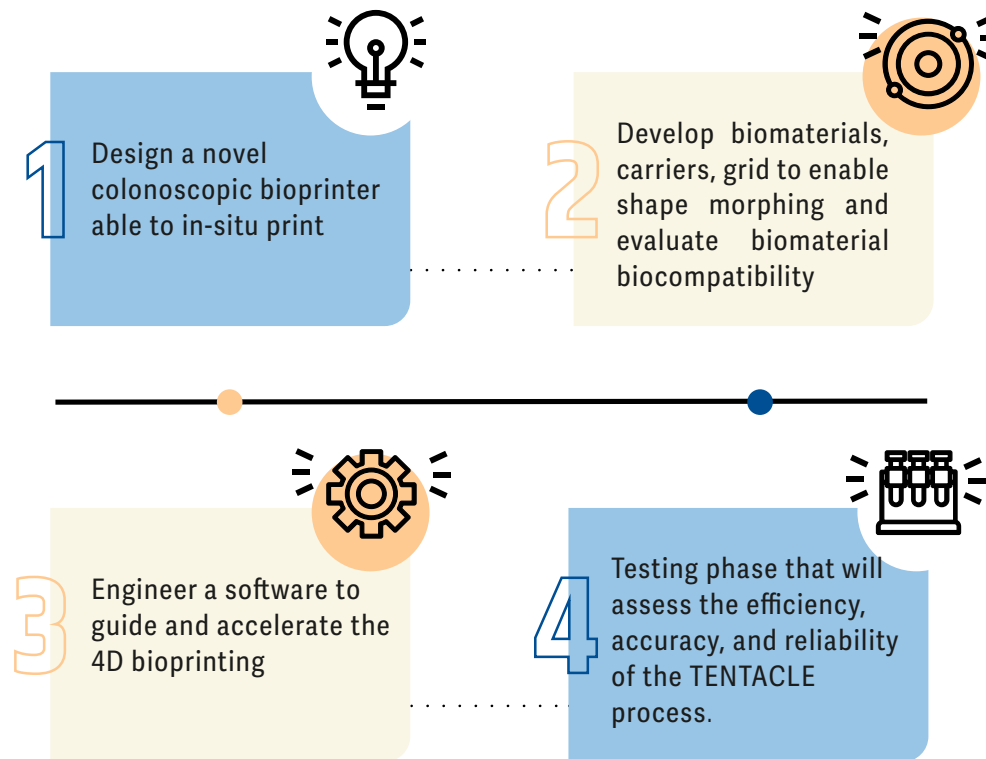 1
Design a novel
colonoscopic bioprinter
able to in-situ print
2
Develop biomaterials,
carriers, grid to enable
shape morphing and
evaluate biomaterial
biocompatibility
3
Engineer a software to
guide and accelerate the
4D bioprinting
4
Testing phase that will
assess the efficiency,
accuracy, and reliability
of the TENTACLE
process.